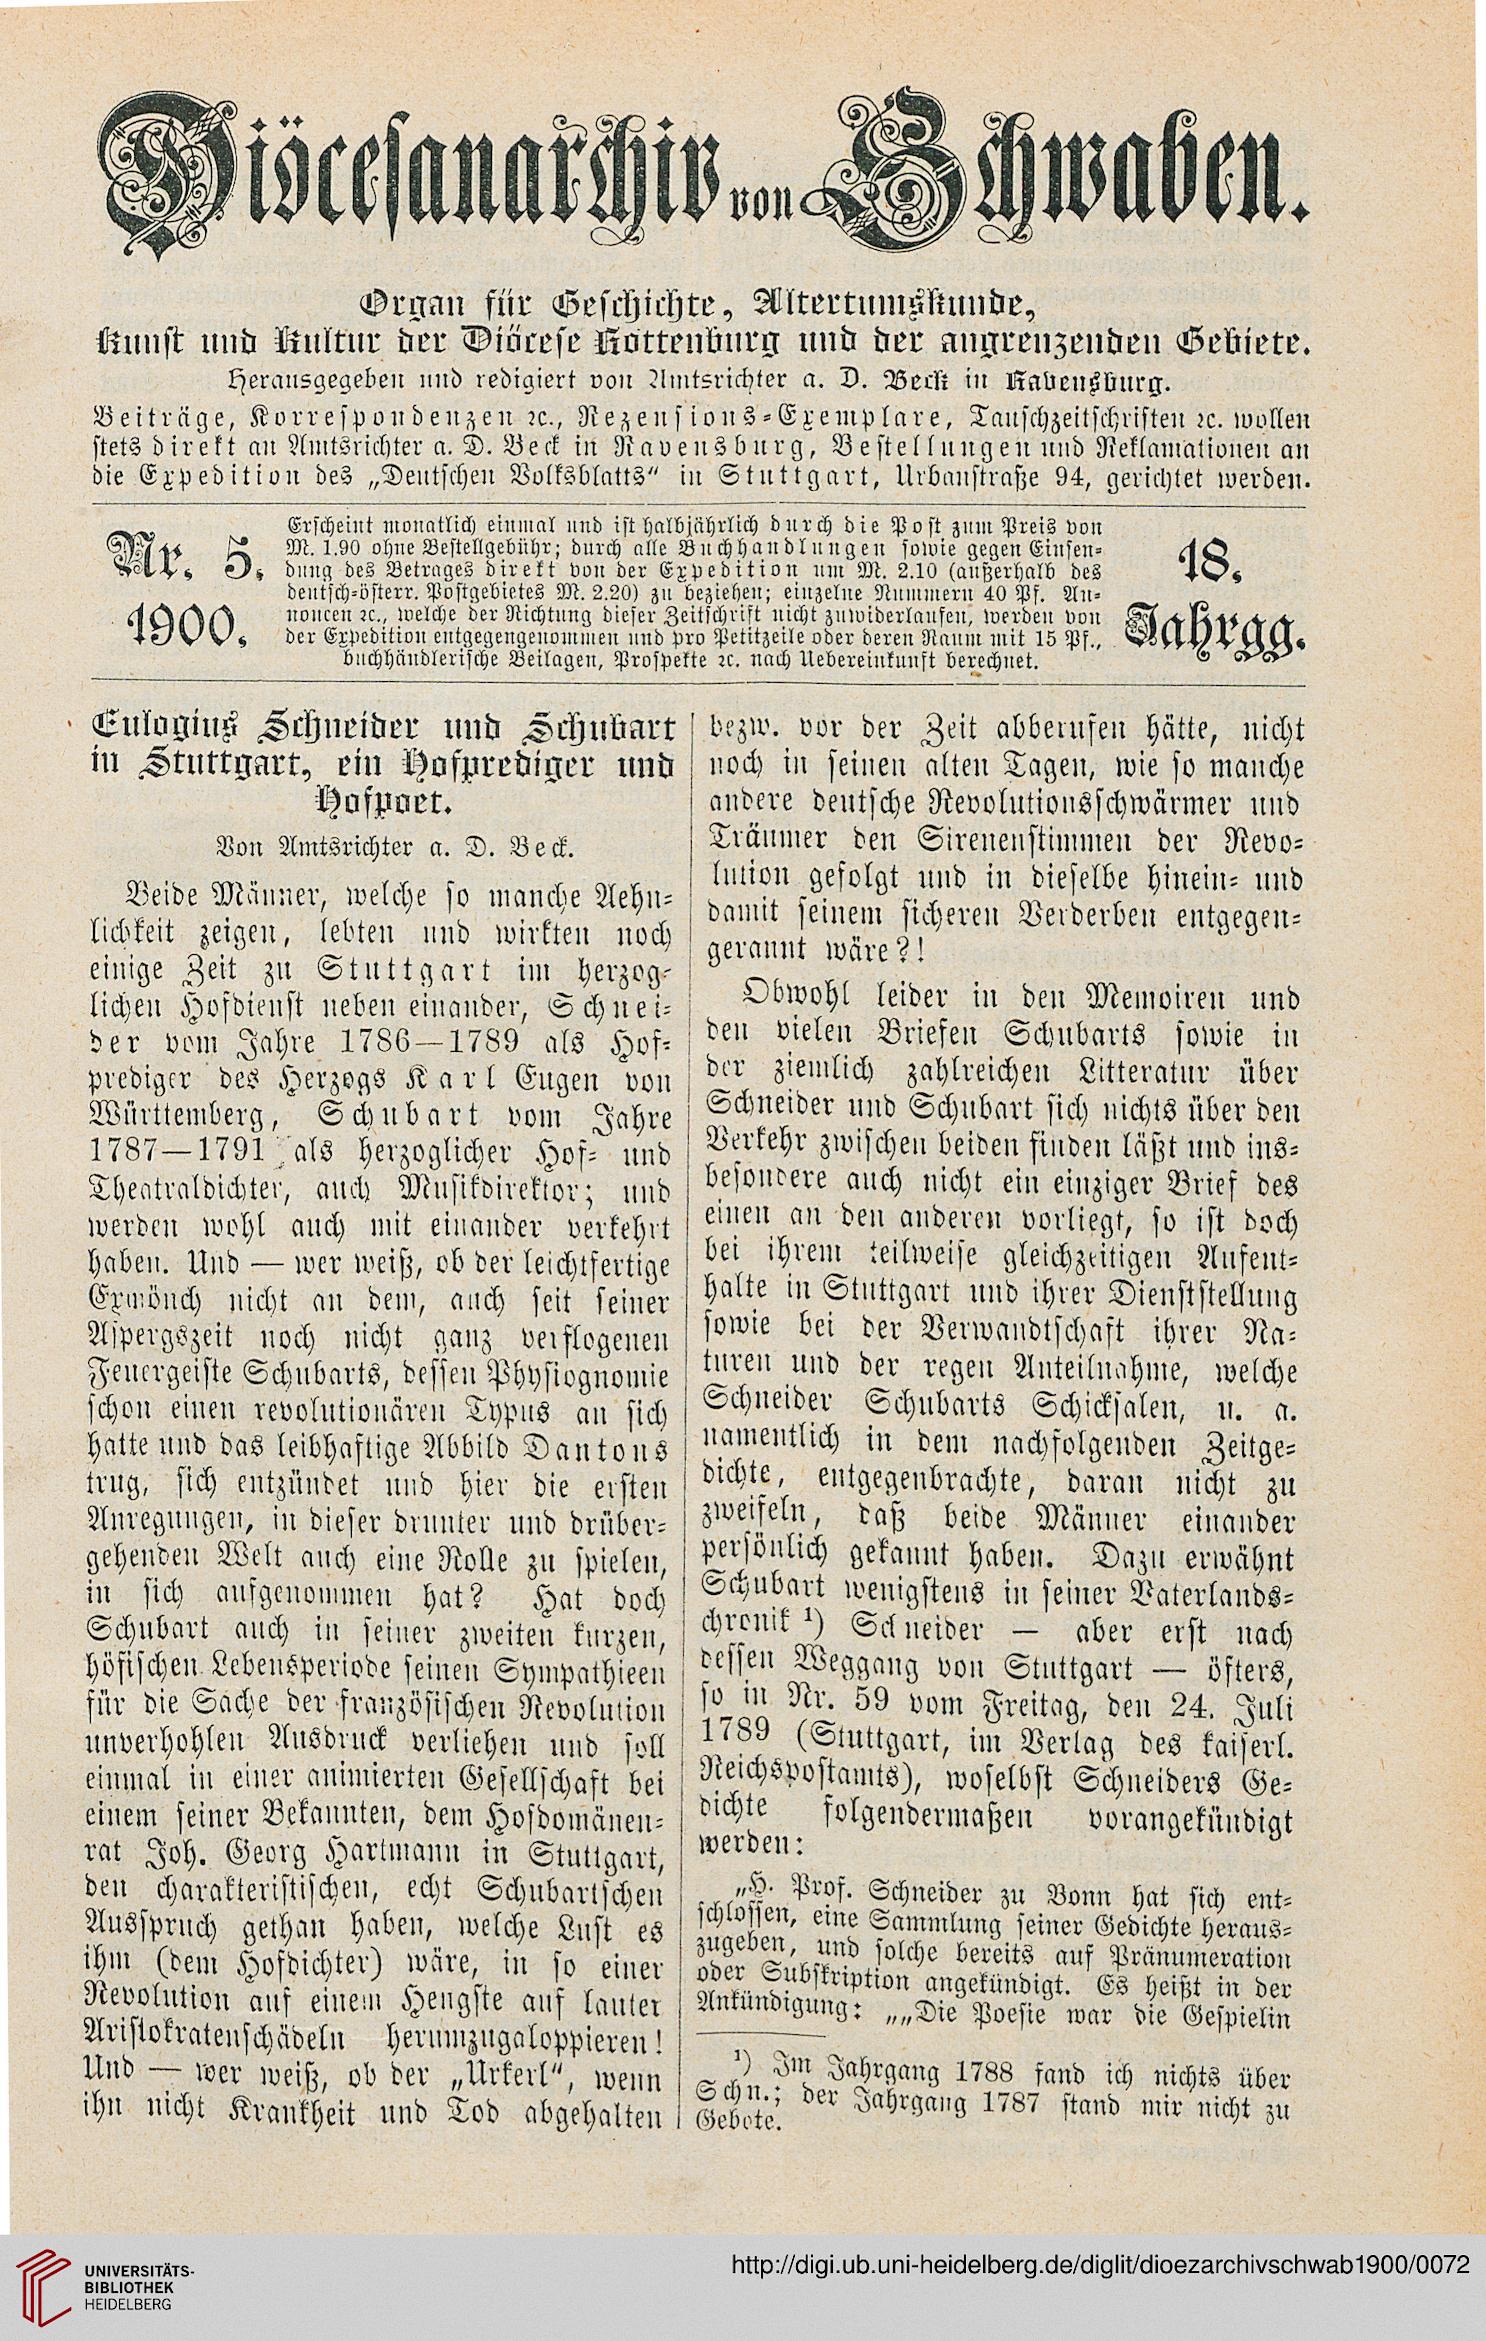 Diöcesanarchiv von Schwaben.
Organ für Geschichte, Altertumskunde,
Kunst und Kultur der Diöcese Rottenburg und der angrenzenden Gebiete.
Herausgegeben und redigiert von Amtsrichter a. D. Beck in Ravensburg.
Beiträge, Korrespondenzen ꝛc., Rezensions-Exemplare, Tauschzeitschriften ꝛc. wollen
stets direkt an Amtsrichter a. D. Beck in Ravensburg, Bestellungen und Reklamationen an
die Expedition des „Deutschen Volksblatts“ in Stuttgart, Urbanstraße 94, gerichtet werden.
Nr. 5.
1900.
Erscheint monatlich einmal und ist halbjährlich durch die Post zum Preis von
M. 1.90 ohne Bestellgebühr; durch alle Buchhandlungen sowie gegen Einsen-
dung des Betrages direkt von der Expedition um M. 2.10 (außerhalb des
deutsch-österr. Postgebietes M. 2.20) zu beziehen; einzelne Nummern 40 Pf. An-
noncen ꝛc., welche der Richtung dieser Zeitschrift nicht zuwiderlaufen, werden von
der Expedition entgegengenommen und pro Petitzeile oder deren Raum mit 15 Pf.,
buchhändlerische Beilagen, Prospekte ꝛc. nach Uebereinkunft berechnet.
18.
Jahrgg.
Eulogius Schneider und Schubart
in Stuttgart, ein Hofprediger und
Hofpoet.
Von Amtsrichter a. D. Beck.
Beide Männer, welche so manche Aehn-
lichkeit zeigen, lebten und wirkten noch
einige Zeit zu Stuttgart im herzog-
lichen Hofdienst neben einander, Schnei-
der vom Jahre 1786—1789 als Hof-
prediger des Herzogs Karl Eugen von
Württemberg, Schubart vom Jahre
1787—1791 als herzoglicher Hof- und
Theatraldichter, auch Musikdirektor; und
werden wohl auch mit einander verkehrt
haben. Und — wer weiß, ob der leichtfertige
Exmönch nicht an dem, auch seit seiner
Aspergszeit noch nicht ganz verflogenen
Feuergeiste Schubarts, dessen Physiognomie
schon einen revolutionären Typus an sich
hatte und das leibhaftige Abbild Dantons
trug, sich entzündet und hier die ersten
Anregungen, in dieser drunter und drüber-
gehenden Welt auch eine Rolle zu spielen,
in sich aufgenommen hat? Hat doch
Schubart auch in seiner zweiten kurzen,
höfischen Lebensperiode seinen Sympathieen
für die Sache der französischen Revolution
unverhohlen Ausdruck verliehen und soll
einmal in einer animierten Gesellschaft bei
einem seiner Bekannten, dem Hofdomänen-
rat Joh. Georg Hartmann in Stuttgart,
den charakteristischen, echt Schubartschen
Ausspruch gethan haben, welche Lust es
ihm (dem Hofdichter) wäre, in so einer
Revolution auf einem Hengste auf lauter
Aristokratenschädeln herumzugaloppieren!
Und — wer weiß, ob der „Urkerl“, wenn
ihn nicht Krankheit und Tod abgehalten
bezw. vor der Zeit abberufen hätte, nicht
noch in seinen alten Tagen, wie so manche
andere deutsche Revolutionsschwärmer und
Träumer den Sirenenstimmen der Revo-
lution gefolgt und in dieselbe hinein- und
damit seinem sicheren Verderben entgegen-
gerannt wäre?!
Obwohl leider in den Memoiren und
den vielen Briefen Schubarts sowie in
der ziemlich zahlreichen Litteratur über
Schneider und Schubart sich nichts über den
Verkehr zwischen beiden finden läßt und ins-
besondere auch nicht ein einziger Brief des
einen an den anderen vorliegt, so ist doch
bei ihrem teilweise gleichzeitigen Aufent-
halte in Stuttgart und ihrer Dienststellung
sowie bei der Verwandtschaft ihrer Na-
turen und der regen Anteilnahme, welche
Schneider Schubarts Schicksalen, u. a.
namentlich in dem nachfolgenden Zeitge-
dichte, entgegenbrachte, daran nicht zu
zweifeln, daß beide Männer einander
persönlich gekannt haben. Dazu erwähnt
Schubart wenigstens in seiner Vaterlands-
chronik ¹) Schneider — aber erst nach
dessen Weggang von Stuttgart — öfters,
so in Nr. 59 vom Freitag, den 24. Juli
1789 (Stuttgart, im Verlag des kaiserl.
Reichspostamts), woselbst Schneiders Ge-
dichte folgendermaßen vorangekündigt
werden:
„H. Prof. Schneider zu Bonn hat sich ent-
schlossen, eine Sammlung seiner Gedichte heraus-
zugeben, und solche bereits auf Pränumeration
oder Subskription angekündigt. Es heißt in der
Ankündigung: „„Die Poesie war die Gespielin
¹) Im Jahrgang 1788 fand ich nichts über
Schn.; der Jahrgang 1787 stand mir nicht zu
Gebote.
UNIVERSITÄTS-
BIBLIOTHEK
HEIDELBERG
http://digi.ub.uni-heidelberg.de/diglit/dioezarchivschwab1900/0072